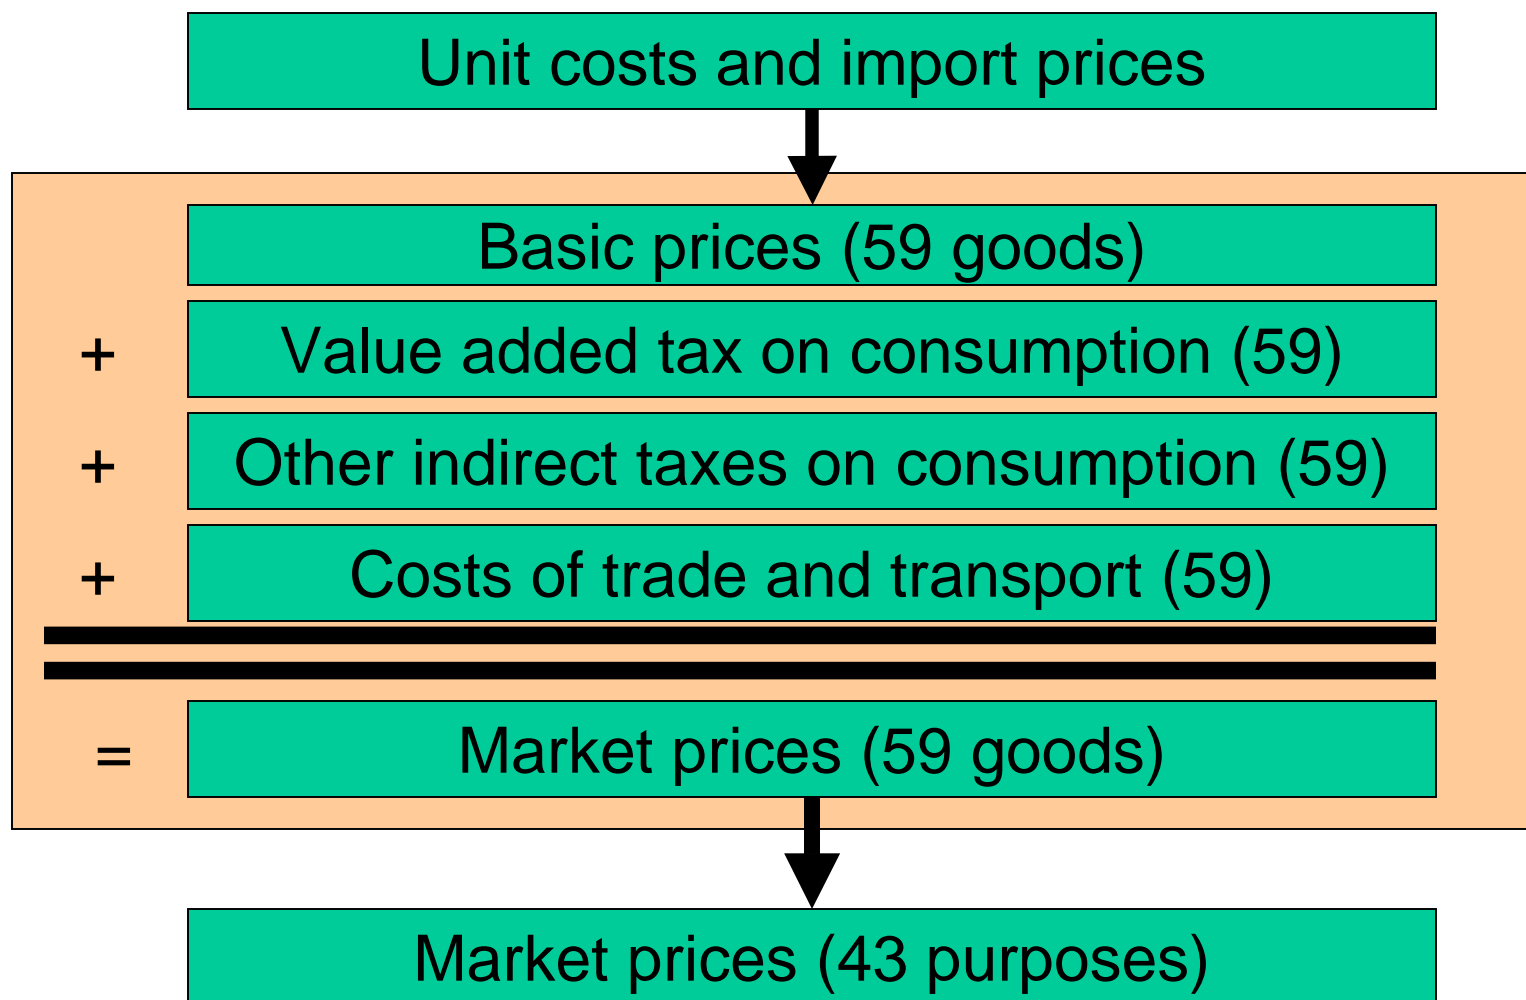 Unit costs and import prices
Basic prices (59 goods)
+ Value added tax on consumption (59)
+ Other indirect taxes on consumption (59)
+ Costs of trade and transport (59)
= Market prices (59 goods)
Market prices (43 purposes)